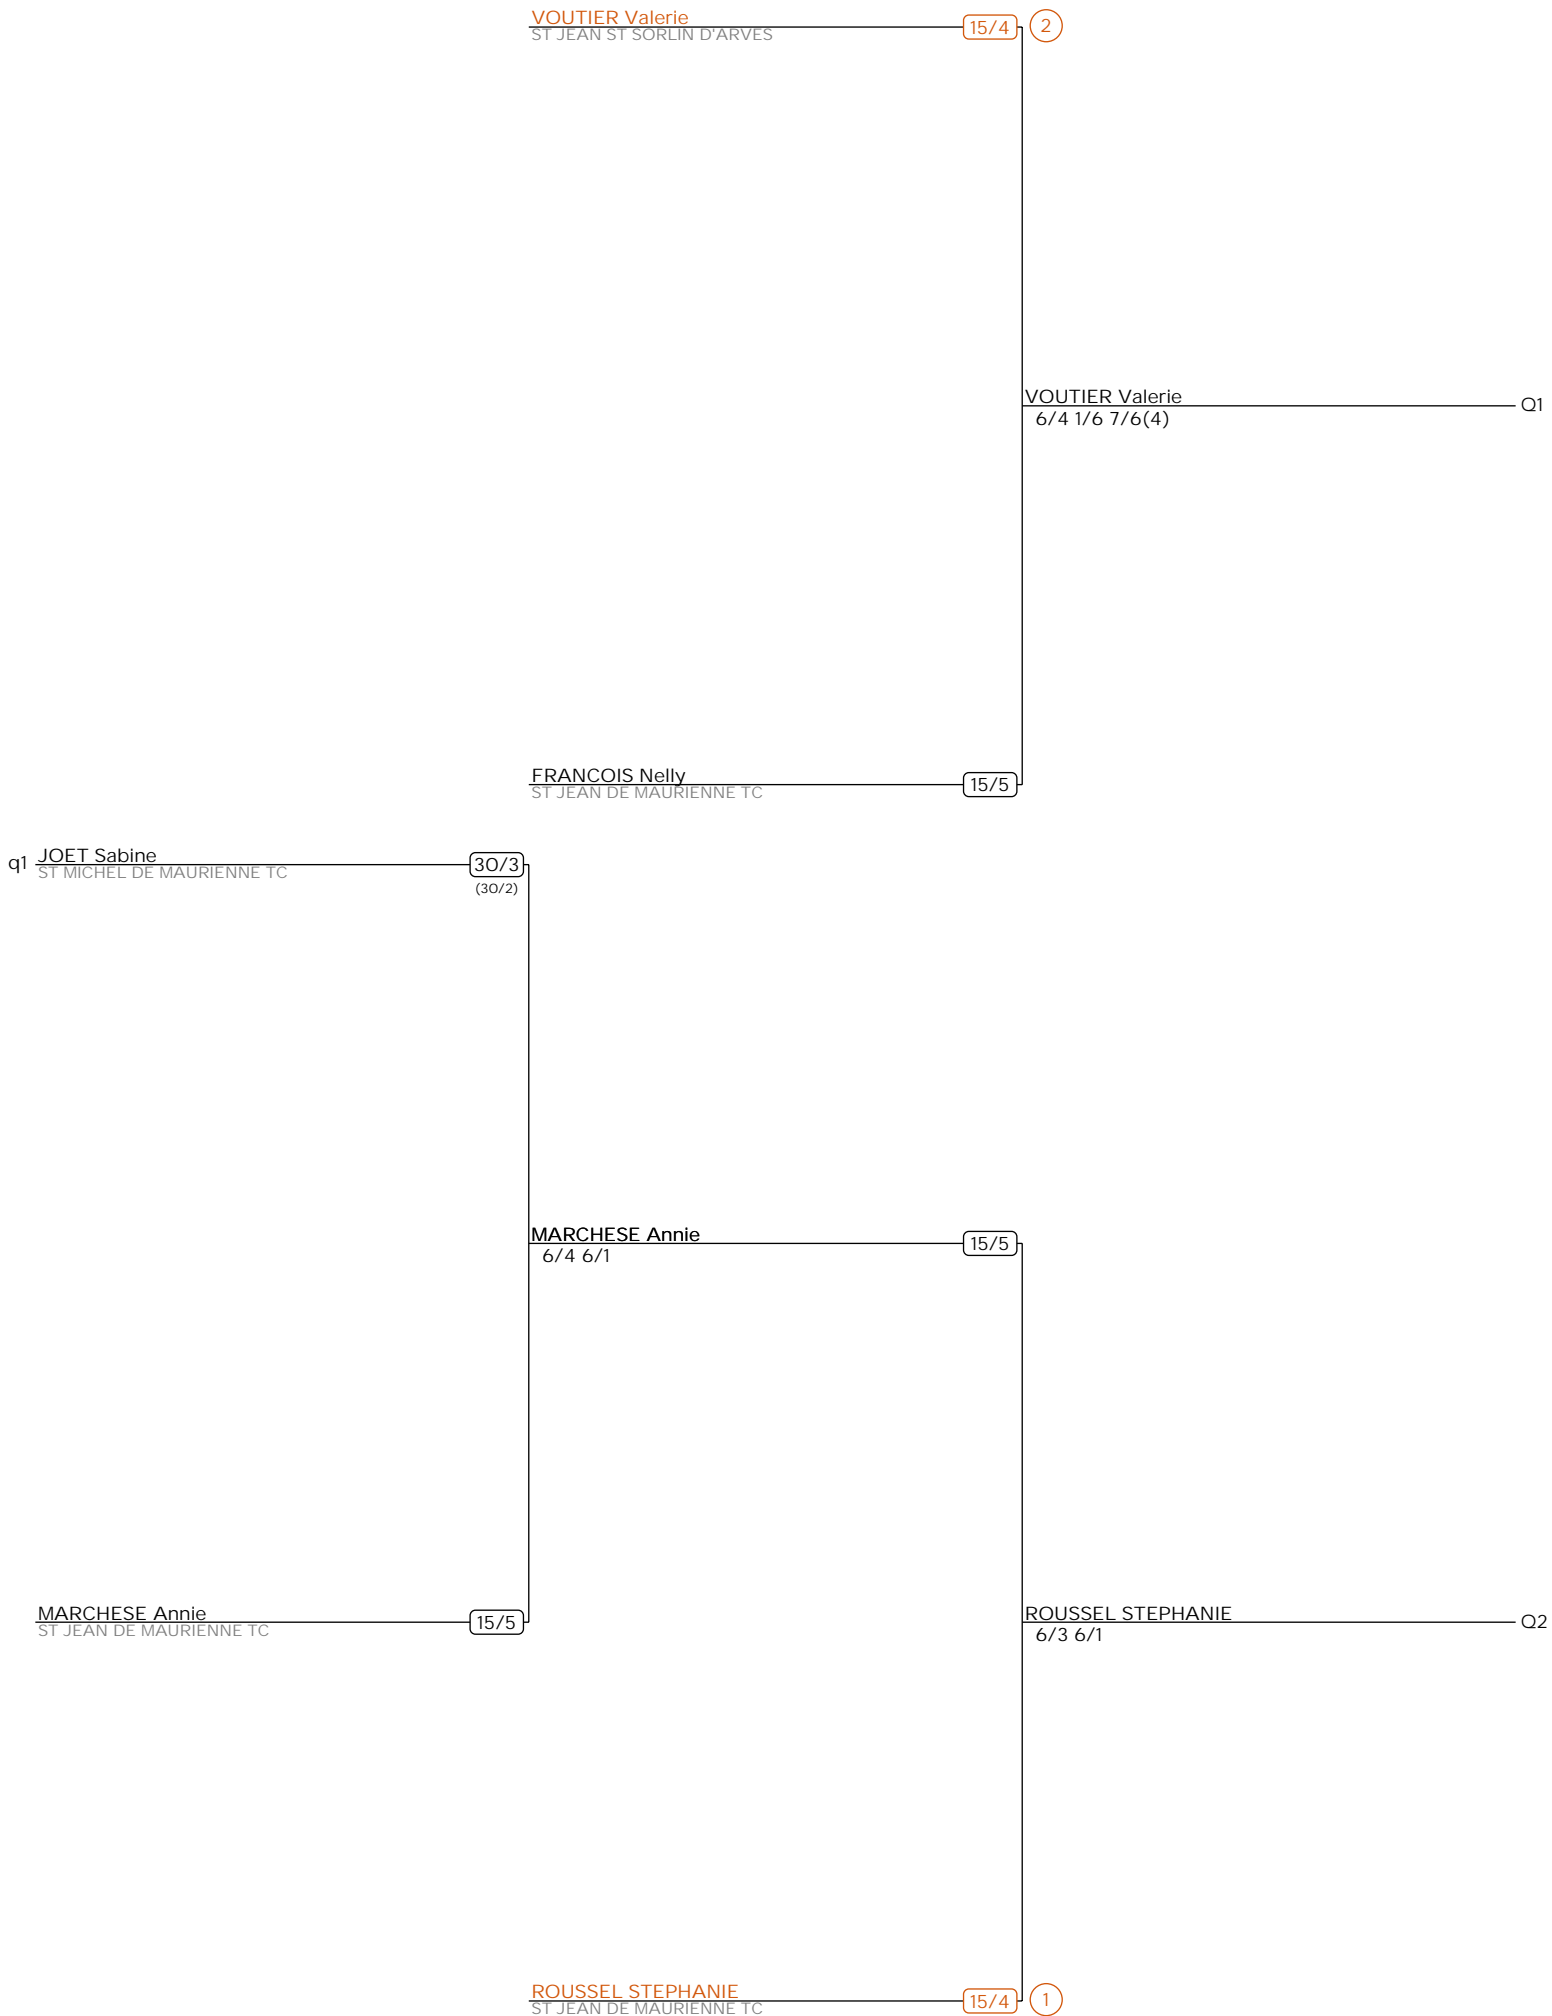 VOUTIER Valerie
ST JEAN ST SORLIN D'ARVES
15/4
2
VOUTIER Valerie
6/4 1/6 7/6(4)
Q1
FRANCOIS Nelly
ST JEAN DE MAURIENNE TC
15/5
q1
JOET Sabine
ST MICHEL DE MAURIENNE TC
30/3
(30/2)
MARCHESE Annie
6/4 6/1
15/5
MARCHESE Annie
ST JEAN DE MAURIENNE TC
15/5
ROUSSEL STEPHANIE
6/3 6/1
Q2
ROUSSEL STEPHANIE
ST JEAN DE MAURIENNE TC
15/4
1